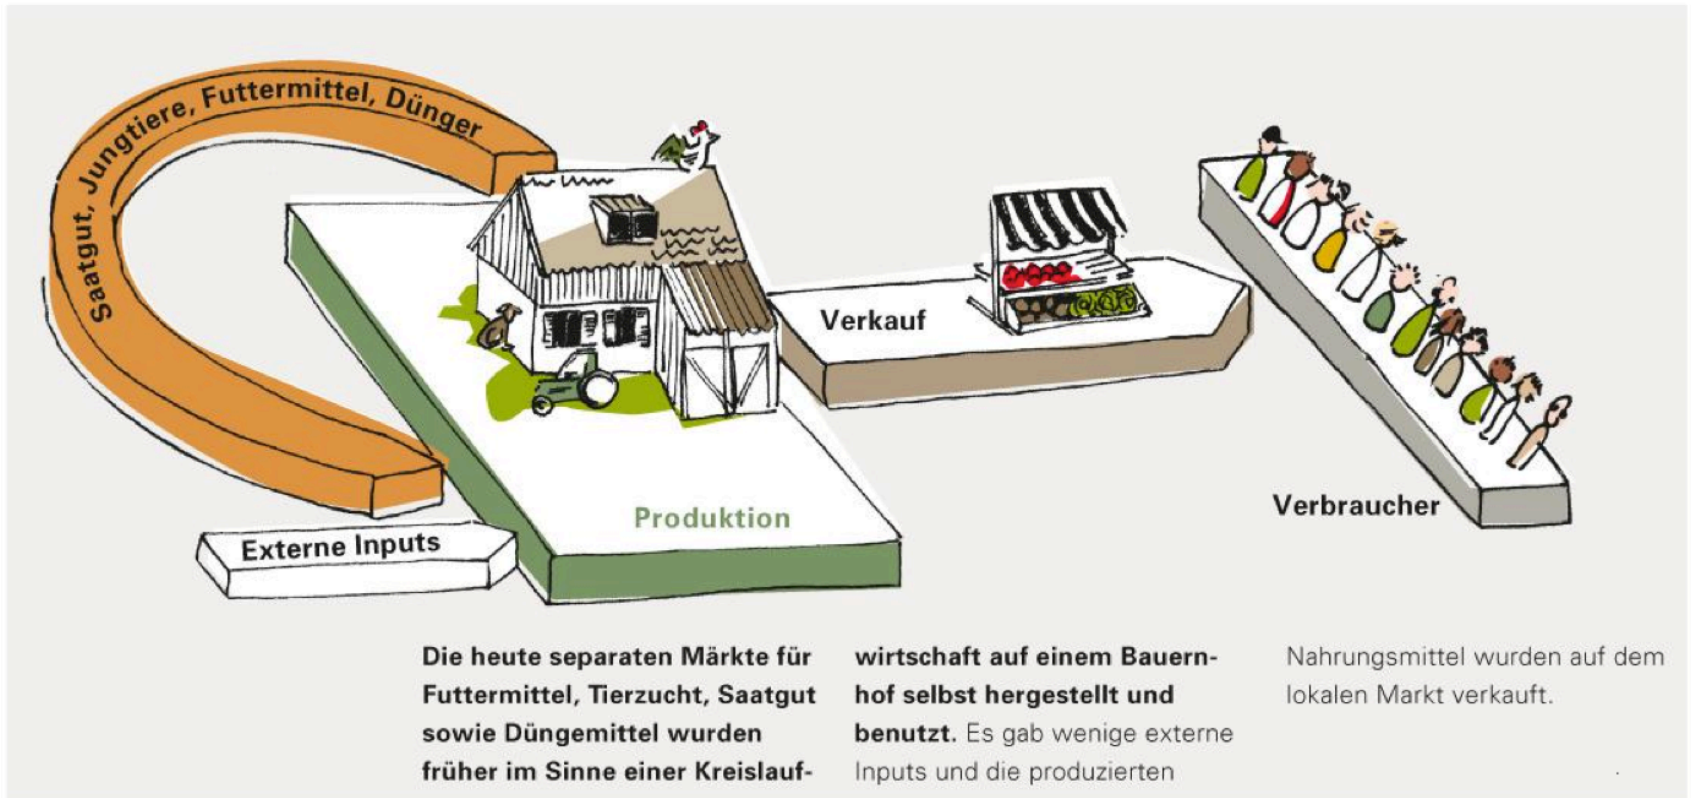 Saatgut, Jungtiere, Futtermittel, Dünger
Verkauf
Produktion
Externe Inputs
Verbraucher
Die heute separaten Märkte für
Futtermittel, Tierzucht, Saatgut
sowie Düngemittel wurden
früher im Sinne einer Kreislauf-
wirtschaft auf einem Bauern-
hof selbst hergestellt und
benutzt. Es gab wenige externe
Inputs und die produzierten
Nahrungsmittel wurden auf dem
lokalen Markt verkauft.